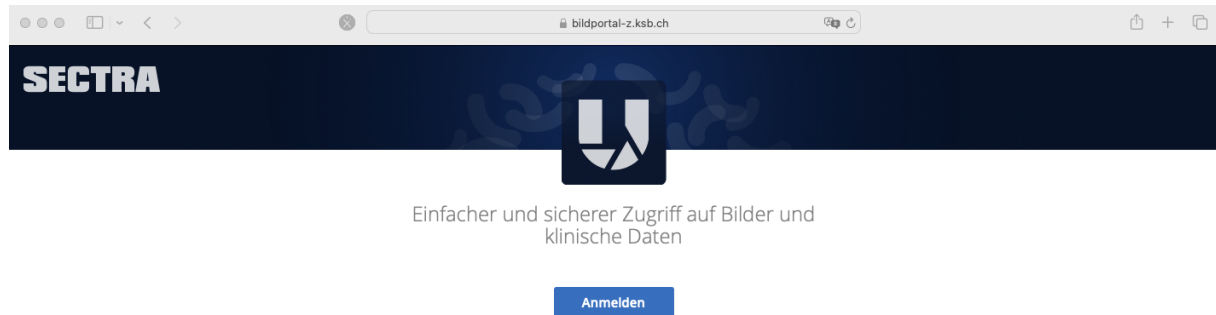 bildportal-z.ksb.ch
SECTRA
Einfacher und sicherer Zugriff auf Bilder und
klinische Daten
Anmelden